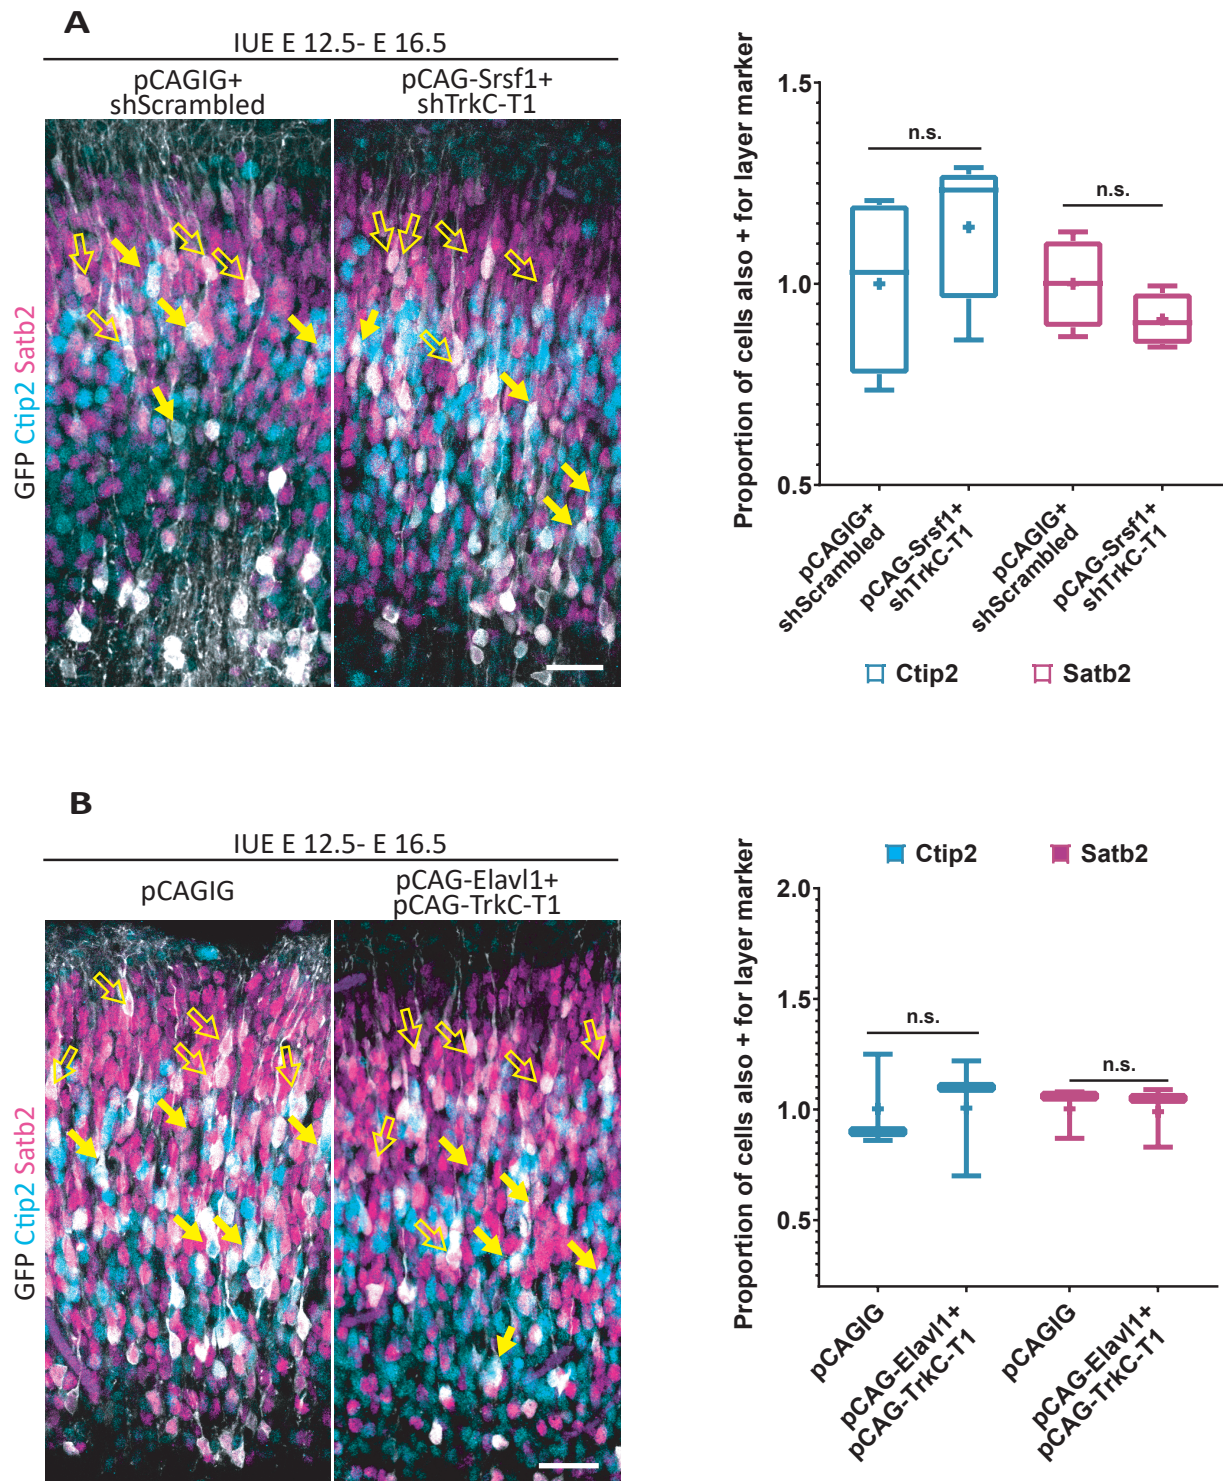 A
IUE E 12.5- E 16.5
pCAGIG+
shScrambled
pCAG-Srsf1+
shTrkC-T1
GFP Ctip2 Satb2
Proportion of cells also + for layer marker
1.5
1.0
0.5
n.s.
n.s.
pCAGIG+
shScrambled
pCAG-Srsf1+
shTrkC-T1
pCAGIG+
shScrambled
pCAG-Srsf1+
shTrkC-T1
Ctip2
Satb2
B
IUE E 12.5- E 16.5
pCAGIG
pCAG-Elavl1+
pCAG-TrkC-T1
GFP Ctip2 Satb2
Ctip2
Satb2
Proportion of cells also + for layer marker
2.0
1.5
1.0
0.5
n.s.
n.s.
pCAGIG
pCAG-Elavl1+
pCAG-TrkC-T1
pCAGIG
pCAG-Elavl1+
pCAG-TrkC-T1